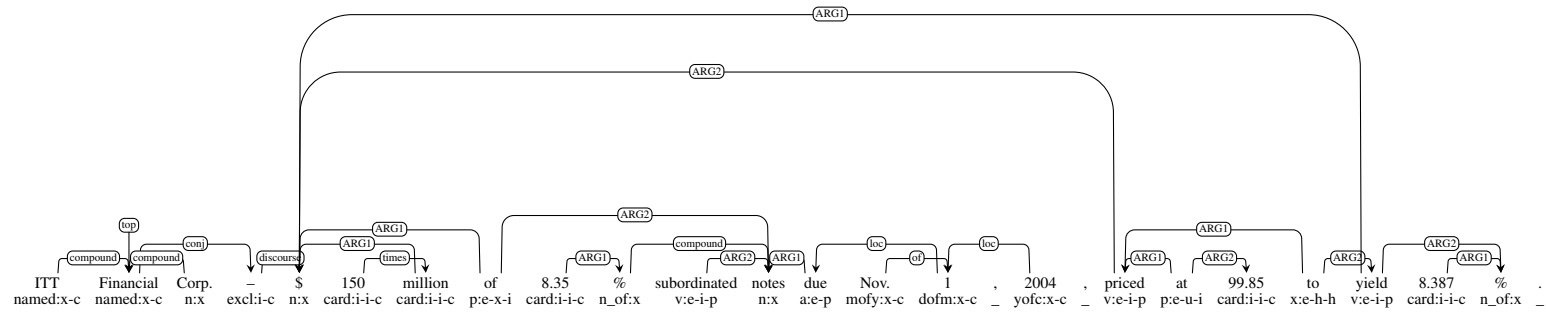 ARG1
ARG2
ARG2
top
ARG1 ARG1
conj ARG1 compound loc loc ARG2
compound compound discourse times ARG1 ARG2 ARG1 of ARG1 ARG2 ARG2 ARG1
ITT Financial Corp. – $ 150 million of 8.35 % subordinated notes due Nov. 1 , 2004 , priced at 99.85 to yield 8.387 % .
named:x-c named:x-c n:x excl:i-c n:x card:i-i-c card:i-i-c p:e-x-i card:i-i-c n_of:x v:e-i-p n:x a:e-p mofy:x-c dofm:x-c _ yofc:x-c _ v:e-i-p p:e-u-i card:i-i-c x:e-h-h v:e-i-p card:i-i-c n_of:x _